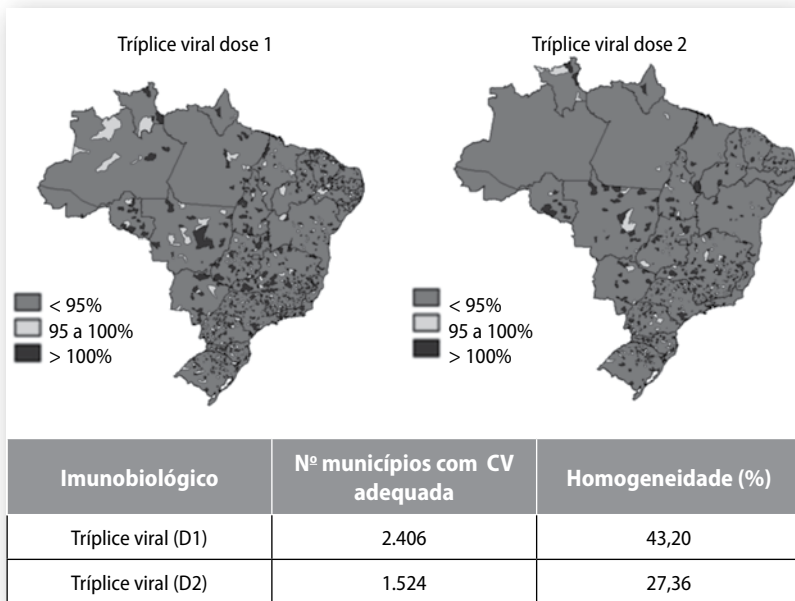 Tríplice viral dose 1
Tríplice viral dose 2
< 95%
95 a 100%
> 100%
< 95%
95 a 100%
> 100%
Imunobiológico
Nº municípios com CV
adequada
Homogeneidade (%)
Tríplice viral (D1)
2.406
43,20
Tríplice viral (D2)
1.524
27,36